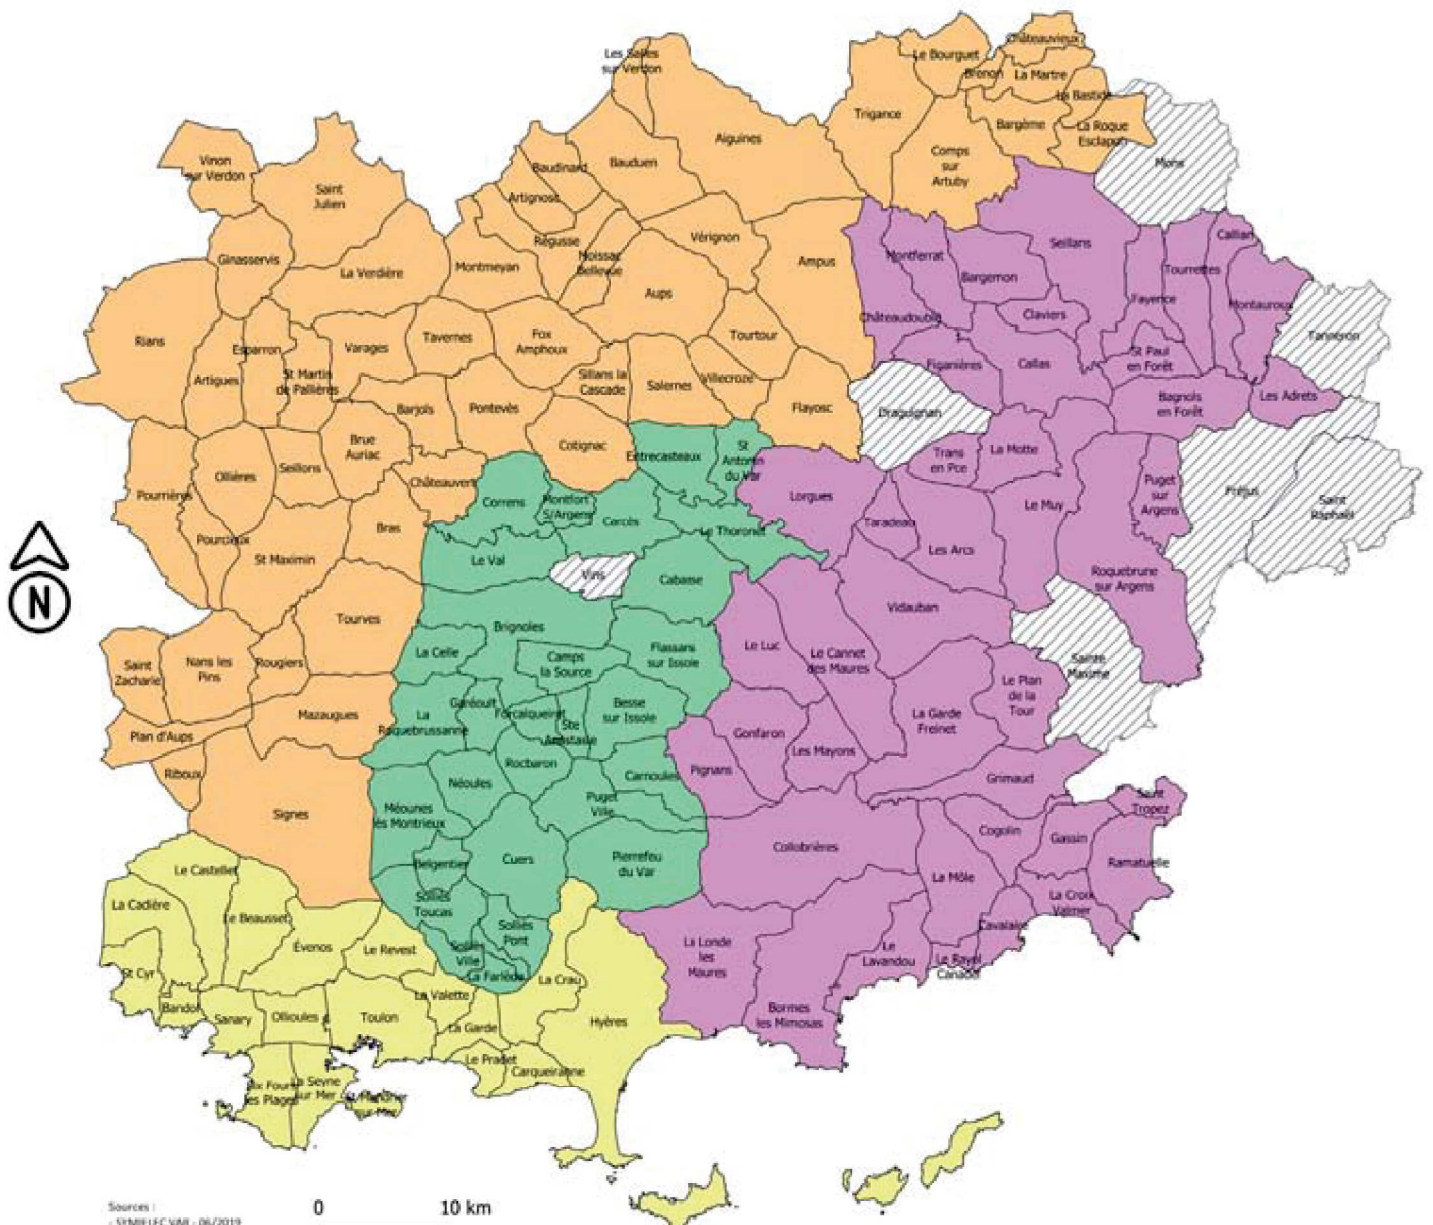 Châteauvieux
Le Bourguet
Les Salles
sur Verdon
Brenon
La Martre
La Bastide
Trigance
Aiguines
Bargème
La Roque
Esclapon
Vinon
sur Verdon
Baudinard
Bauduen
Comps
sur
Artuby
Mons
Saint
Julien
Artignosc
Régusse
Moissac
Bellevue
Vérignon
Ampus
Montferrat
Seillans
Callian
Ginasservis
La Verdière
Montmeyan
Bargemon
Tourrettes
Aups
Fayence
Montauroux
Châteaudouble
Claviers
Tanneron
Rians
Esparron
Varages
Tavernes
Fox
Amphoux
Tourtour
Artigues
St Martin
de Pallières
Sillans la
Cascade
Salernes
Villecroze
Figanières
Callas
St Paul
en Forêt
Barjols
Pontevès
Flayosc
Draguignan
Bagnols
en Forêt
Les Adrets
Brue
Auriac
Cotignac
Entrecasteaux
St
Antonin
du Var
Trans
en Pce
La Motte
Ollières
Seillons
Châteauvert
Pourrières
Correns
Montfort
S/Argens
Lorgues
Le Muy
Puget
sur
Argens
Fréjus
Saint
Raphaël
Pourcieux
Bras
Carcès
Le Thoronet
Taradeau
Les Arcs
St Maximin
Le Val
Vins
Cabasse
Roquebrune
sur Argens
Tourves
Brignoles
Vidauban
Saint
Zacharie
Nans les
Pins
Rougiers
La Celle
Camps
la Source
Flassans
sur Issole
Le Luc
Le Cannet
des Maures
Sainte
Maxime
Mazaugues
La
Roquebrussanne
Garéoult
Forcalqueiret
Ste
Anastasie
Besse
sur Issole
La Garde
Freinet
Le Plan
de la
Tour
Plan d'Aups
Gonfaron
Les Mayons
Riboux
Néoules
Rocbaron
Carnoules
Pignans
Grimaud
Signes
Méounes
lès Montrieux
Puget
Ville
Saint
Tropez
Cogolin
Gassin
Belgentier
Cuers
Pierrefeu
du Var
Collobrières
Ramatuelle
Le Castellet
La Môle
La Cadière
Le Beausset
Solliès
Toucas
Solliès
Pont
La Croix
Valmer
Cavalaire
Évenos
Le Revest
Solliès
Ville
La Farlède
La Londe
les
Maures
Le
Lavandou
Le Rayol
Canadel
St Cyr
La Crau
Bandol
Sanary
Ollioules
Toulon
La Valette
La Garde
Hyères
Bormes
les Mimosas
Le Pradet
Carqueiranne
Six Fours
les Plages
La Seyne
sur Mer
St Mandrier
sur Mer
N
Sources :
- SYMIELEC VAR - 06/2019
0 10 km